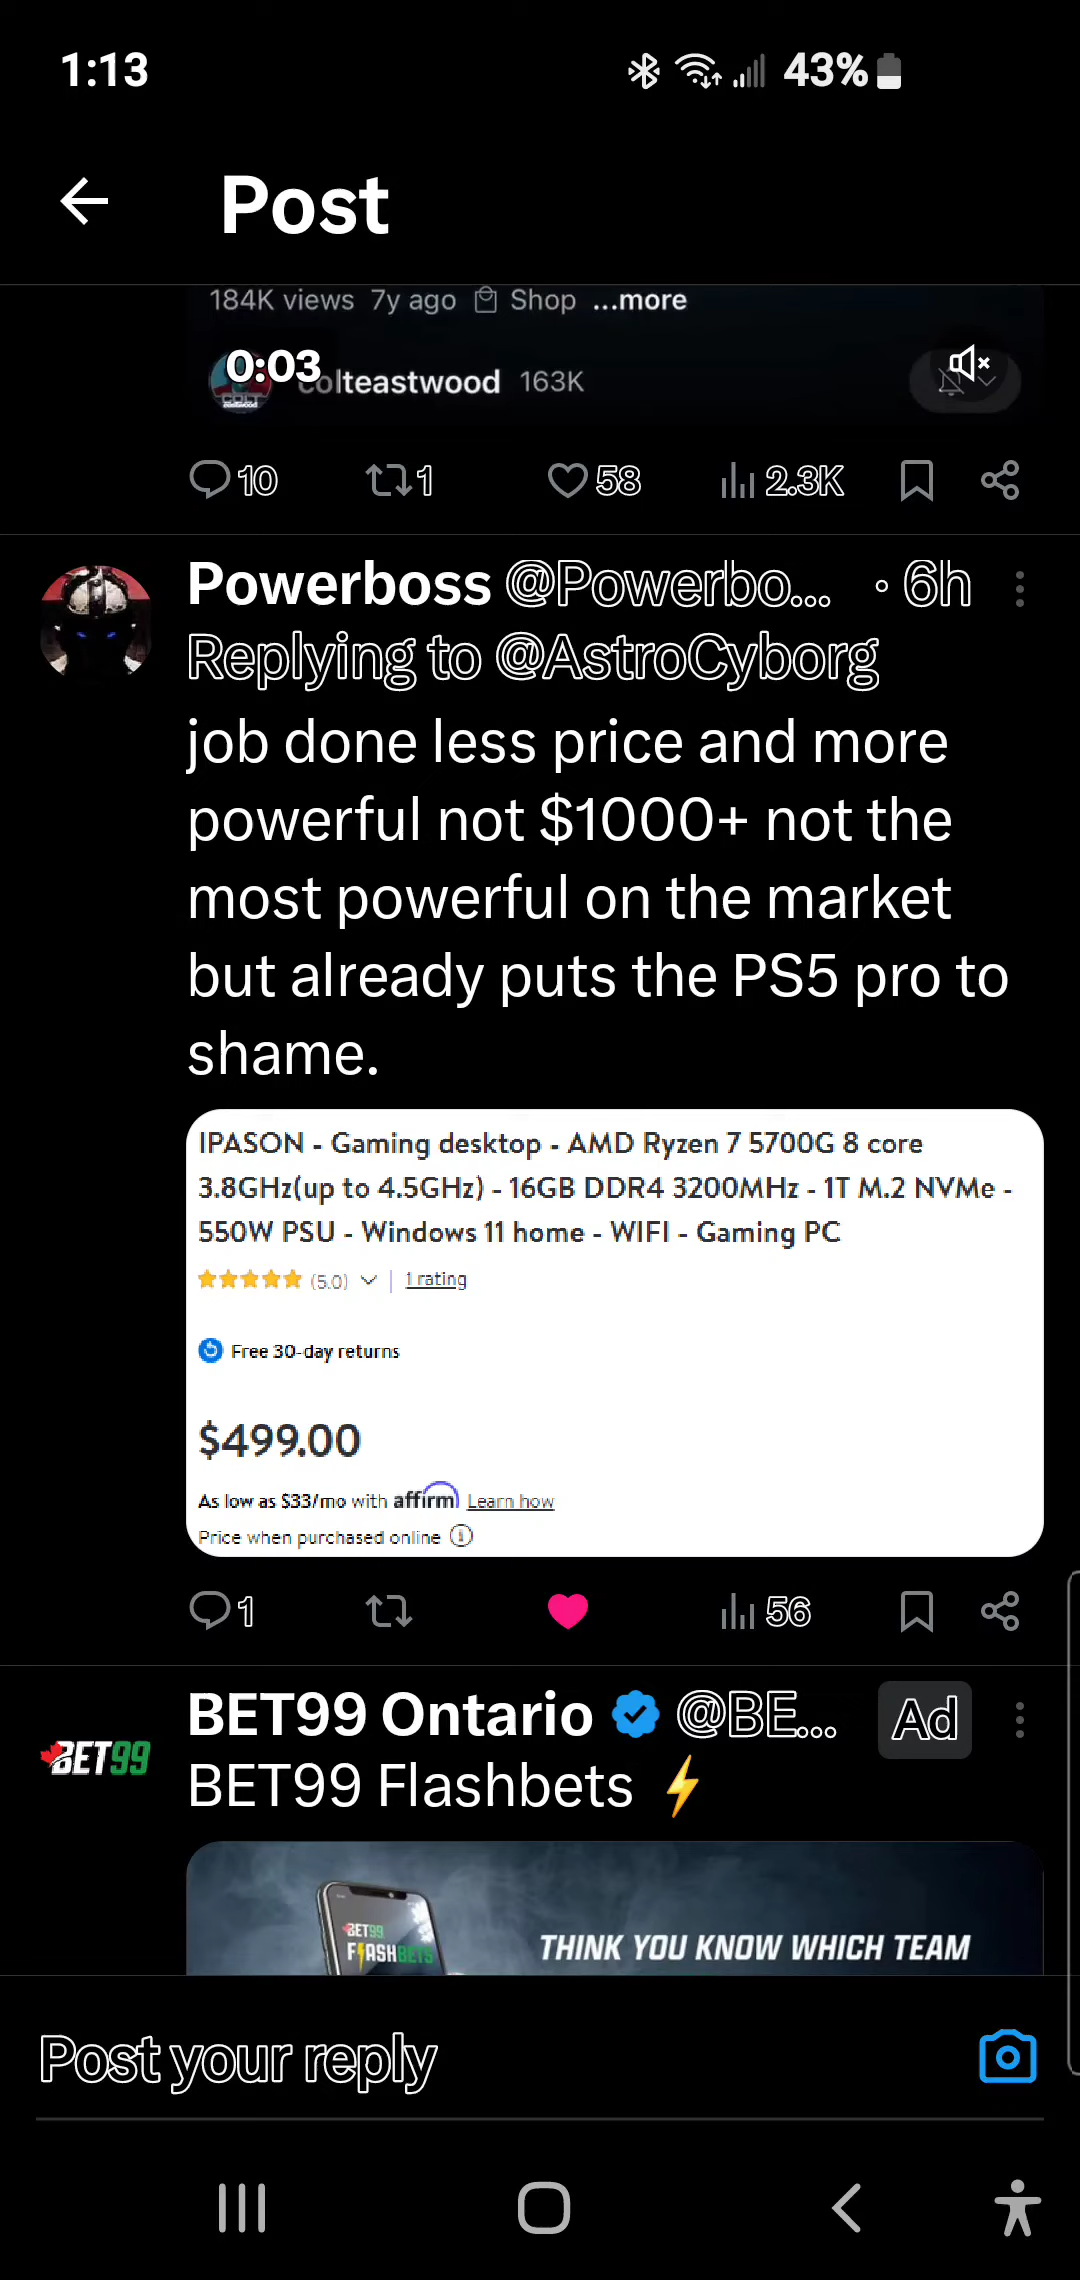 1:13
43%
Post
184K views 7y ago Shop ...more
0:03
colteastwood 163K
10 1 58 2.3K
Powerboss @Powerbo... · 6h
Replying to @AstroCyborg
job done less price and more
powerful not $1000+ not the
most powerful on the market
but already puts the PS5 pro to
shame.
IPASON - Gaming desktop - AMD Ryzen 7 5700G 8 core
3.8GHz(up to 4.5GHz) - 16GB DDR4 3200MHz - 1T M.2 NVMe -
550W PSU - Windows 11 home - WIFI - Gaming PC
(5.0) 1 rating
Free 30-day returns
$499.00
As low as $33/mo with affirm Learn how
Price when purchased online
1 56
BET99 Ontario @BE... Ad
BET99
BET99 Flashbets ⚡
BET99
FLASHBETS
THINK YOU KNOW WHICH TEAM
Post your reply